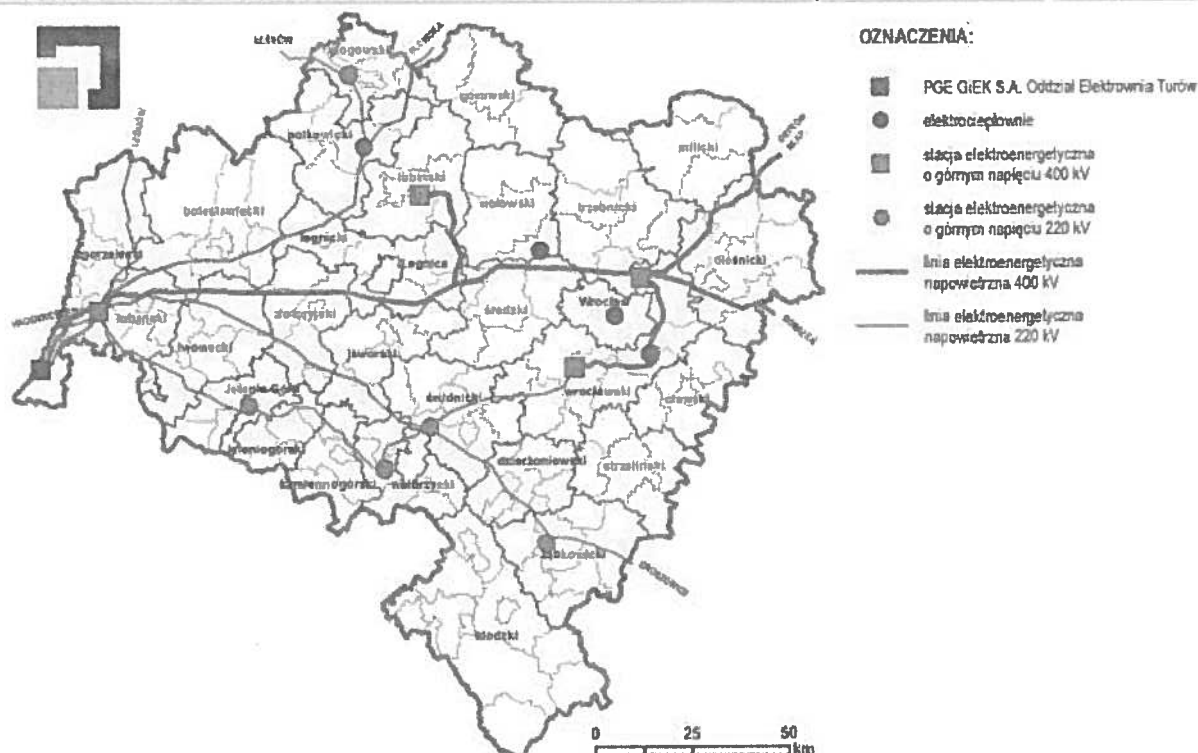 OZNACZENIA:
PGE GiEK S.A. Oddział Elektrownia Turów
elektrociepłownie
stacja elektroenergetyczna
o górnym napięciu 400 kV
stacja elektroenergetyczna
o górnym napięciu 220 kV
linia elektroenergetyczna
napowietrzna 400 kV
linia elektroenergetyczna
napowietrzna 220 kV
głogowski
górowski
polkowicki
milicki
lubiński
wołowski
trzebnicki
bolesławiecki
legnicki
Legnica
oleśnicki
zgorzelecki
Wrocław
lubański
złotoryjski
średzki
lwówecki
jaworski
Jelenia Góra
świdnicki
wrocławski
oławski
jeleniogórski
dzierżoniowski
strzeliński
kamiennogórski
wałbrzyski
ząbkowicki
kłodzki
0 25 50
km